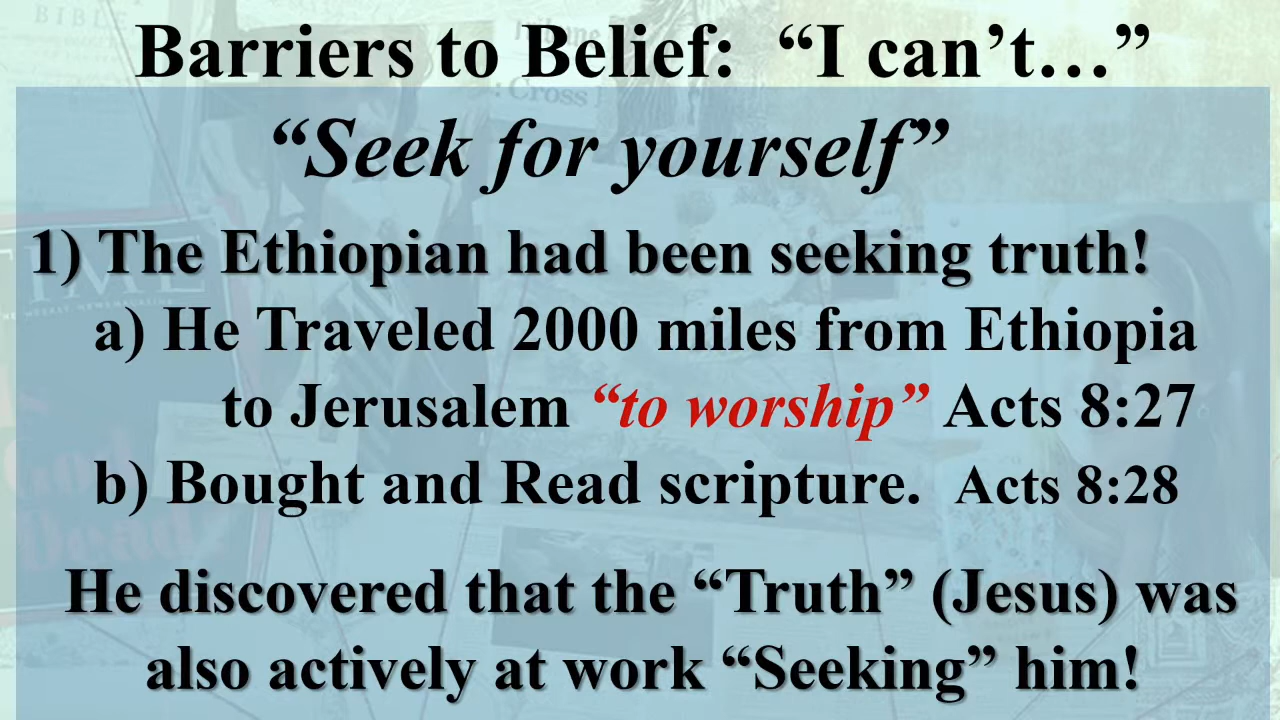 BIBLE
Barriers to Belief: “I can’t…”
: Cross
“Seek for yourself”
1) The Ethiopian had been seeking truth!
a) He Traveled 2000 miles from Ethiopia
to Jerusalem “to worship” Acts 8:27
b) Bought and Read scripture. Acts 8:28
He discovered that the “Truth” (Jesus) was
also actively at work “Seeking” him!